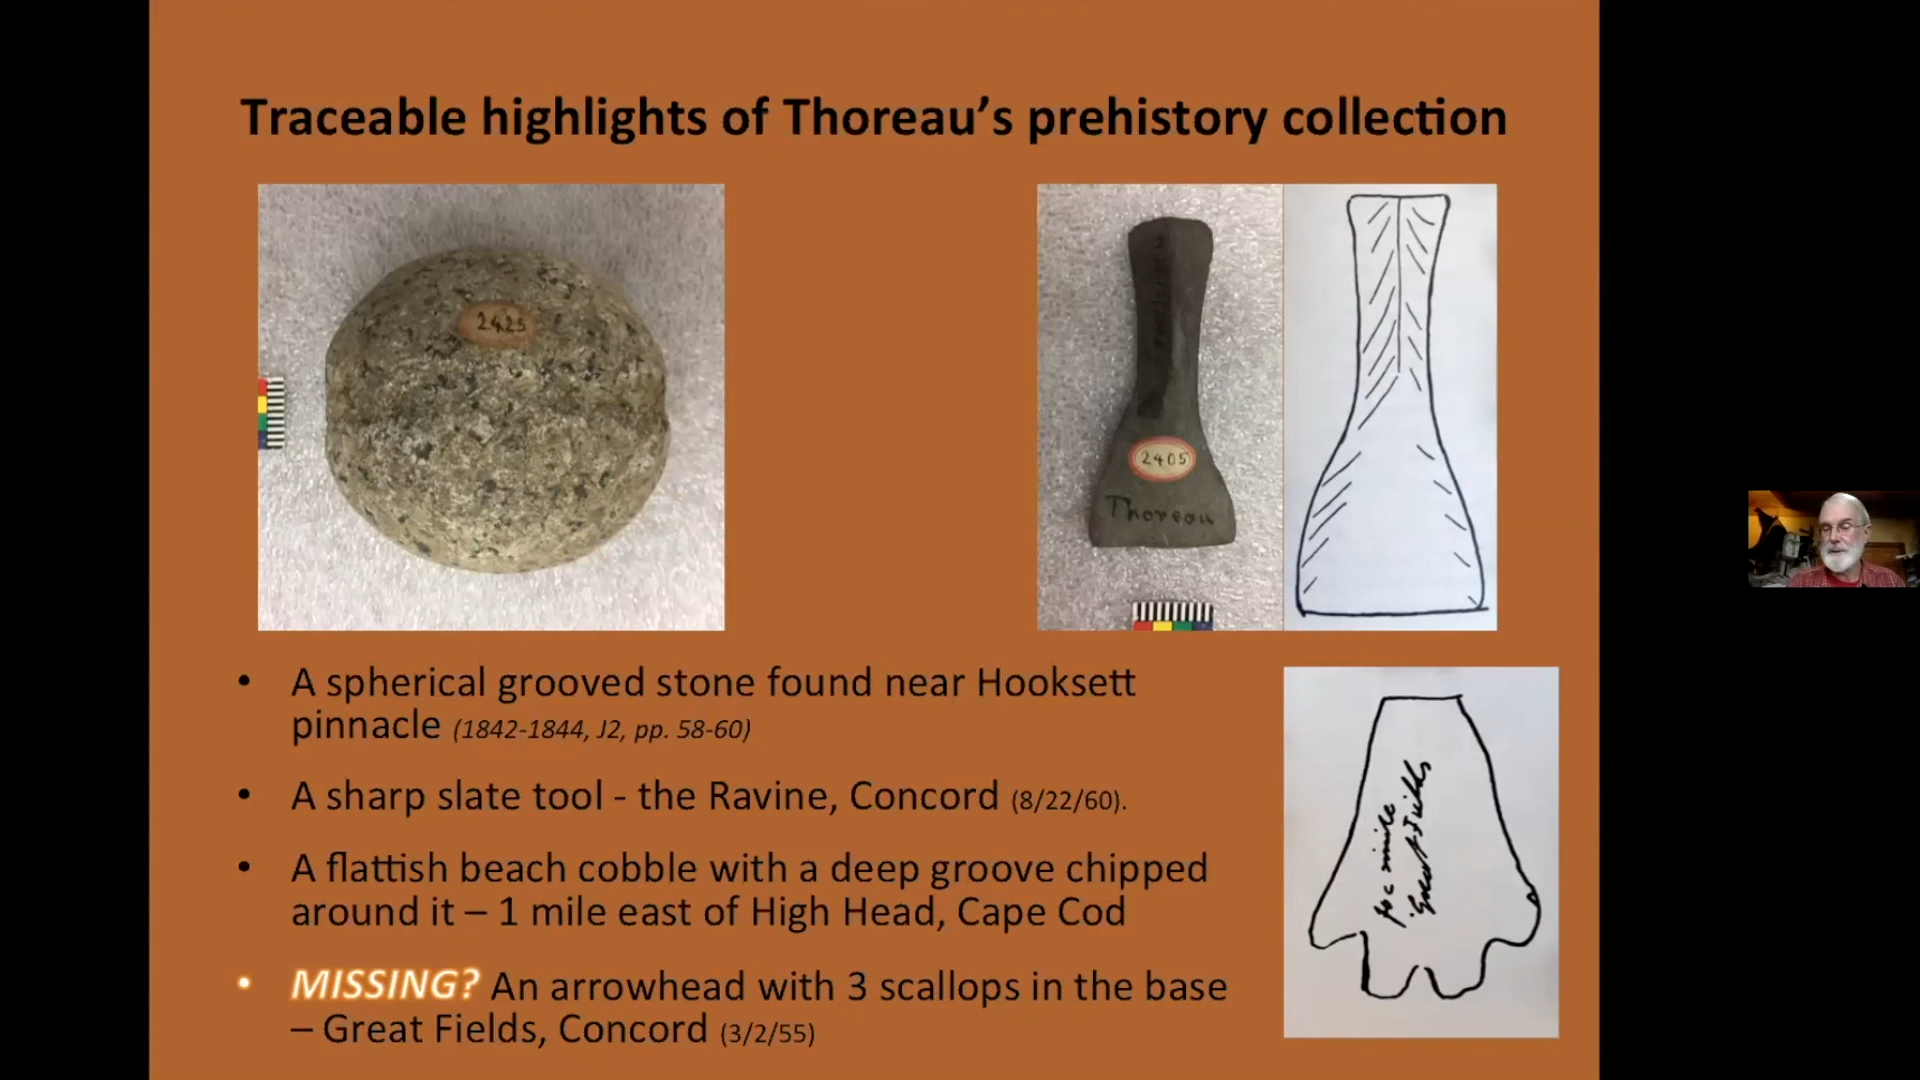 Traceable highlights of Thoreau’s prehistory collection
2425
2405
Thoreau
• A spherical grooved stone found near Hooksett
pinnacle (1842-1844, J2, pp. 58-60)
• A sharp slate tool - the Ravine, Concord (8/22/60).
• A flattish beach cobble with a deep groove chipped
around it – 1 mile east of High Head, Cape Cod
• MISSING? An arrowhead with 3 scallops in the base
– Great Fields, Concord (3/2/55)